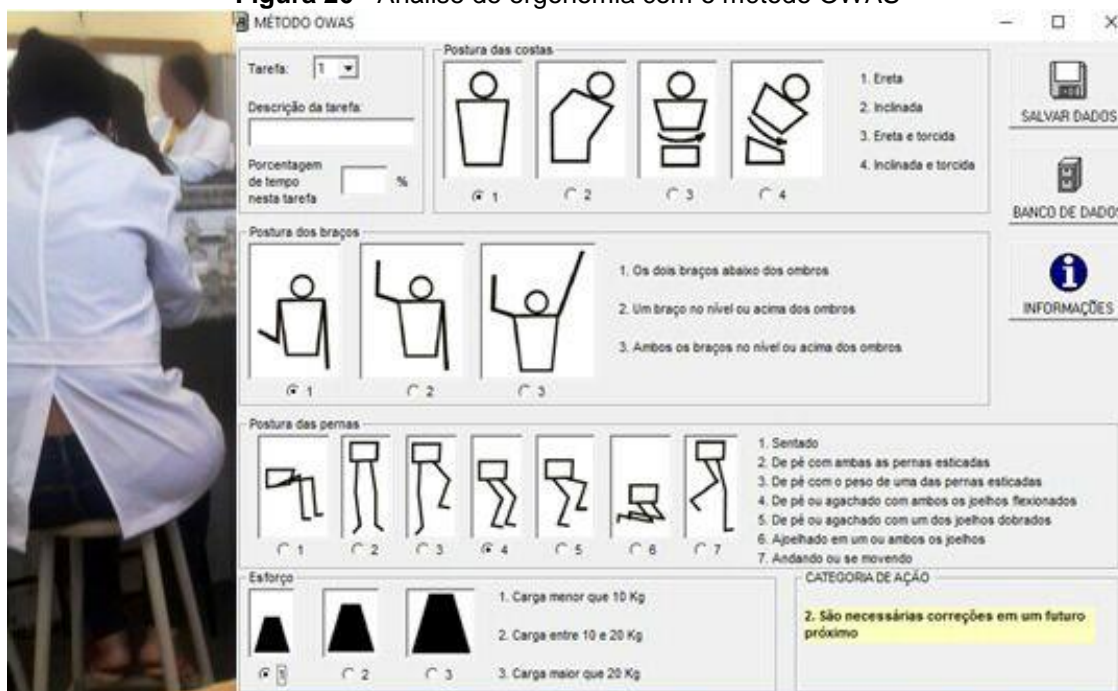 Figura 20 - Análise de ergonomia com o método OWAS
MÉTODO OWAS
Tarefa: 1
Descrição da tarefa:
Porcentagem
de tempo
nesta tarefa
%
Postura das costas
1
2
3
4
1. Ereta
2. Inclinada
3. Ereta e torcida
4. Inclinada e torcida
SALVAR DADOS
BANCO DE DADOS
INFORMAÇÕES
Postura dos braços
1
2
3
1. Os dois braços abaixo dos ombros
2. Um braço no nível ou acima dos ombros
3. Ambos os braços no nível ou acima dos ombros
Postura das pernas
1
2
3
4
5
6
7
1. Sentado
2. De pé com ambas as pernas esticadas
3. De pé com o peso de uma das pernas esticadas
4. De pé ou agachado com ambos os joelhos flexionados
5. De pé ou agachado com um dos joelhos dobrados
6. Ajoelhado em um ou ambos os joelhos
7. Andando ou se movendo
Esforço
1
2
3
1. Carga menor que 10 Kg
2. Carga entre 10 e 20 Kg
3. Carga maior que 20 Kg
CATEGORIA DE AÇÃO
2. São necessárias correções em um futuro
próximo